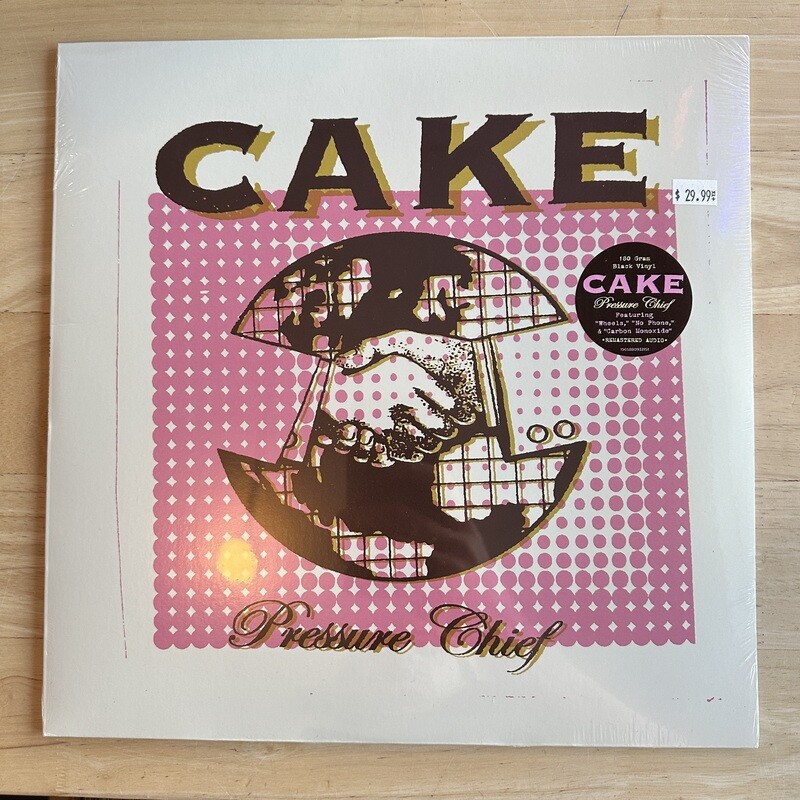 CAKE
$ 29.99
180 Gram
Black Vinyl
CAKE
Pressure Chief
Featuring
"Wheels," "No Phone,"
& "Carbon Monoxide"
•REMASTERED AUDIO•
Pressure Chief